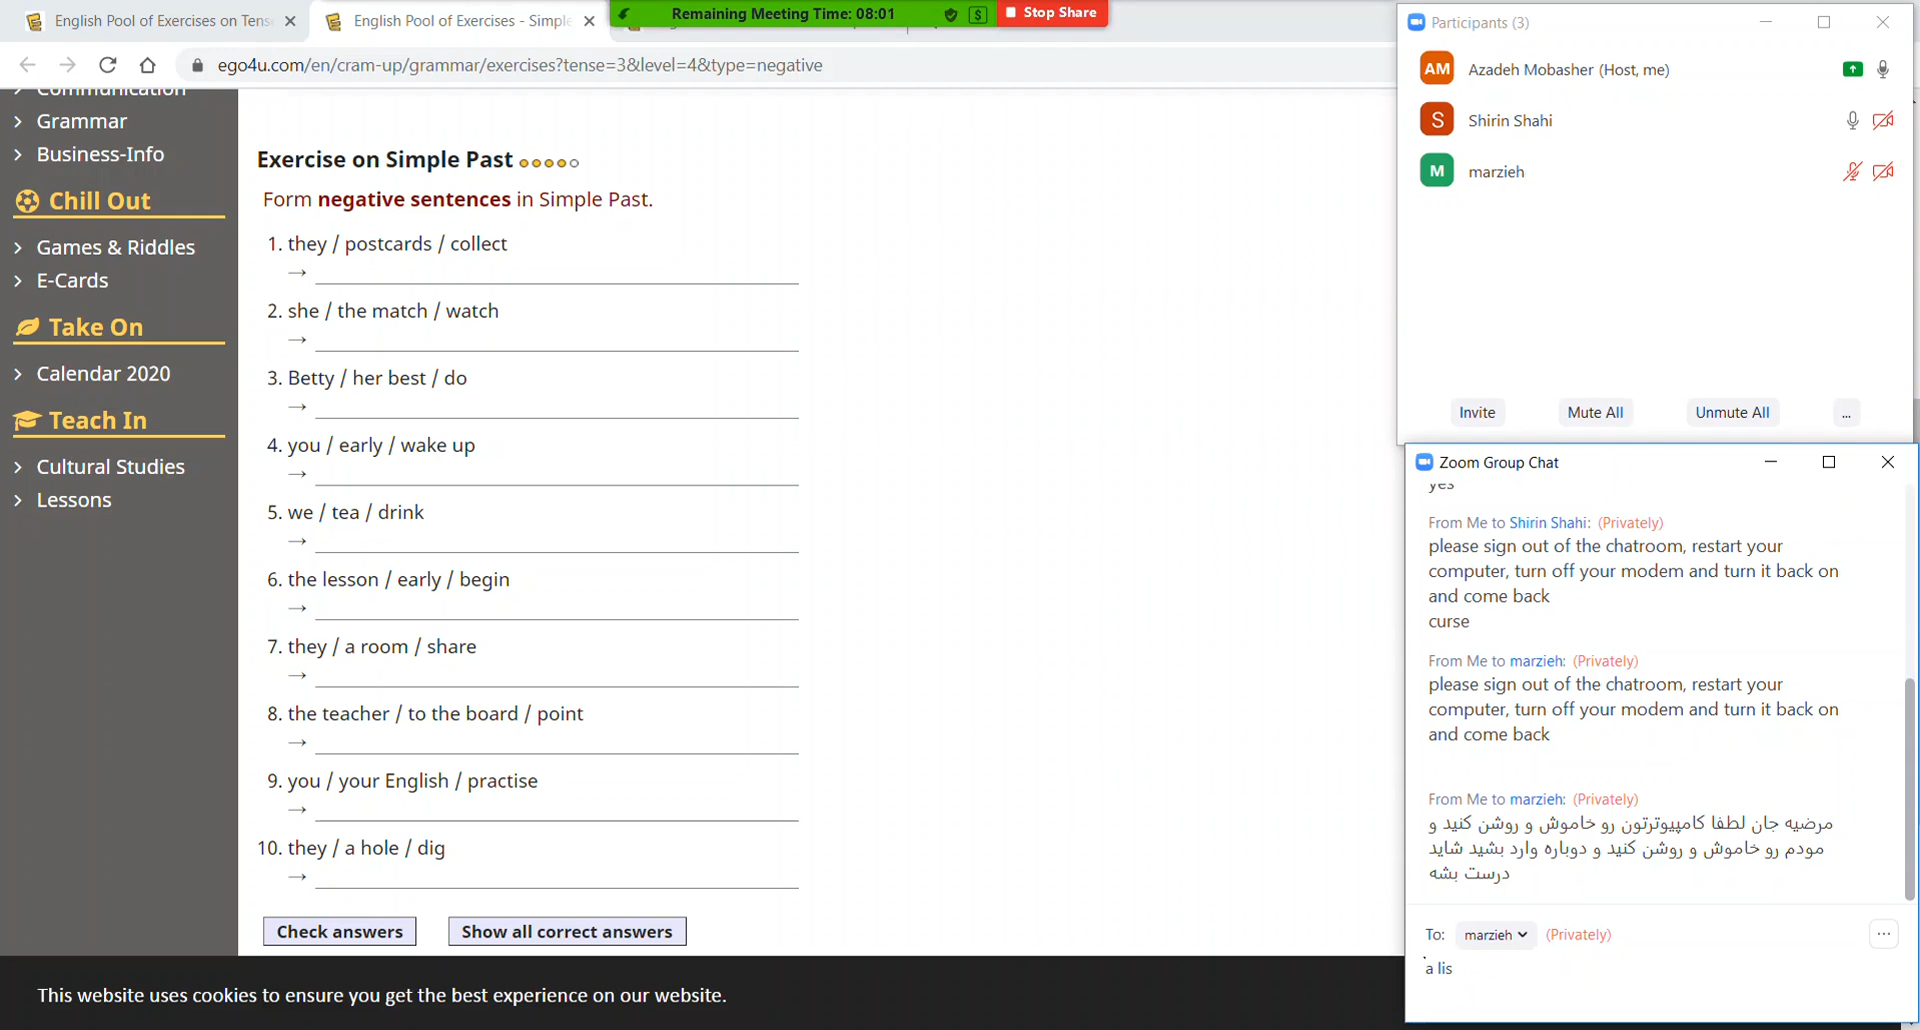 English Pool of Exercises on Tens
English Pool of Exercises - Simple
Remaining Meeting Time: 08:01
Stop Share
ego4u.com/en/cram-up/grammar/exercises?tense=3&level=4&type=negative
Communication
Grammar
Business-Info
Chill Out
Games & Riddles
E-Cards
Take On
Calendar 2020
Teach In
Cultural Studies
Lessons
Exercise on Simple Past
Form negative sentences in Simple Past.
1. they / postcards / collect
→
2. she / the match / watch
→
3. Betty / her best / do
→
4. you / early / wake up
→
5. we / tea / drink
→
6. the lesson / early / begin
→
7. they / a room / share
→
8. the teacher / to the board / point
→
9. you / your English / practise
→
10. they / a hole / dig
→
Check answers
Show all correct answers
This website uses cookies to ensure you get the best experience on our website.
Participants (3)
AM Azadeh Mobasher (Host, me)
S Shirin Shahi
M marzieh
Invite
Mute All
Unmute All
...
Zoom Group Chat
yes
From Me to Shirin Shahi: (Privately)
please sign out of the chatroom, restart your
computer, turn off your modem and turn it back on
and come back
curse
From Me to marzieh: (Privately)
please sign out of the chatroom, restart your
computer, turn off your modem and turn it back on
and come back
From Me to marzieh: (Privately)
مرضیه جان لطفا کامپیوترتون رو خاموش و روشن کنید و
مودم رو خاموش و روشن کنید و دوباره وارد بشید شاید
درست بشه
To: marzieh (Privately)
...
a lis